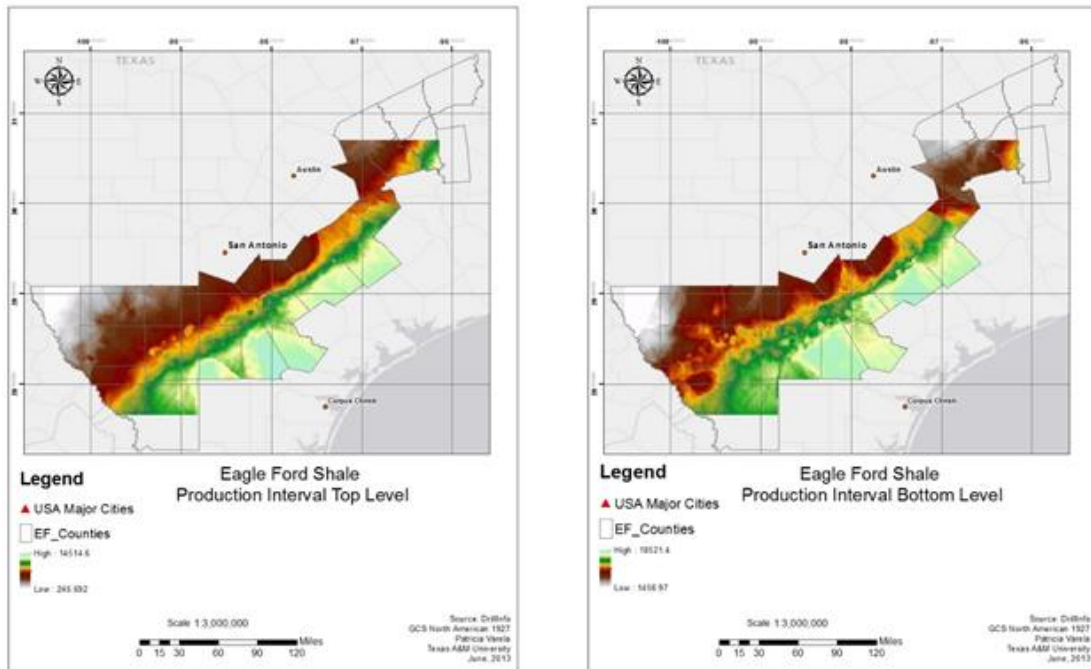 TEXAS
N
W
E
S
Austin
San Antonio
Corpus Christi
Legend
Eagle Ford Shale
Production Interval Top Level
USA Major Cities
EF_Counties
High : 14514.6
Scale 1:3,000,000
Miles
0 15 30 60 90 120
Source: DrillInfo
GCS North American 1927
Patricia Varela
Texas A&M University
June, 2013
TEXAS
N
W
E
S
Austin
San Antonio
Corpus Christi
Legend
Eagle Ford Shale
Production Interval Bottom Level
USA Major Cities
EF_Counties
Scale 1:3,000,000
Miles
0 15 30 60 90 120
Source: DrillInfo
GCS North American 1927
Patricia Varela
Texas A&M University
June, 2013